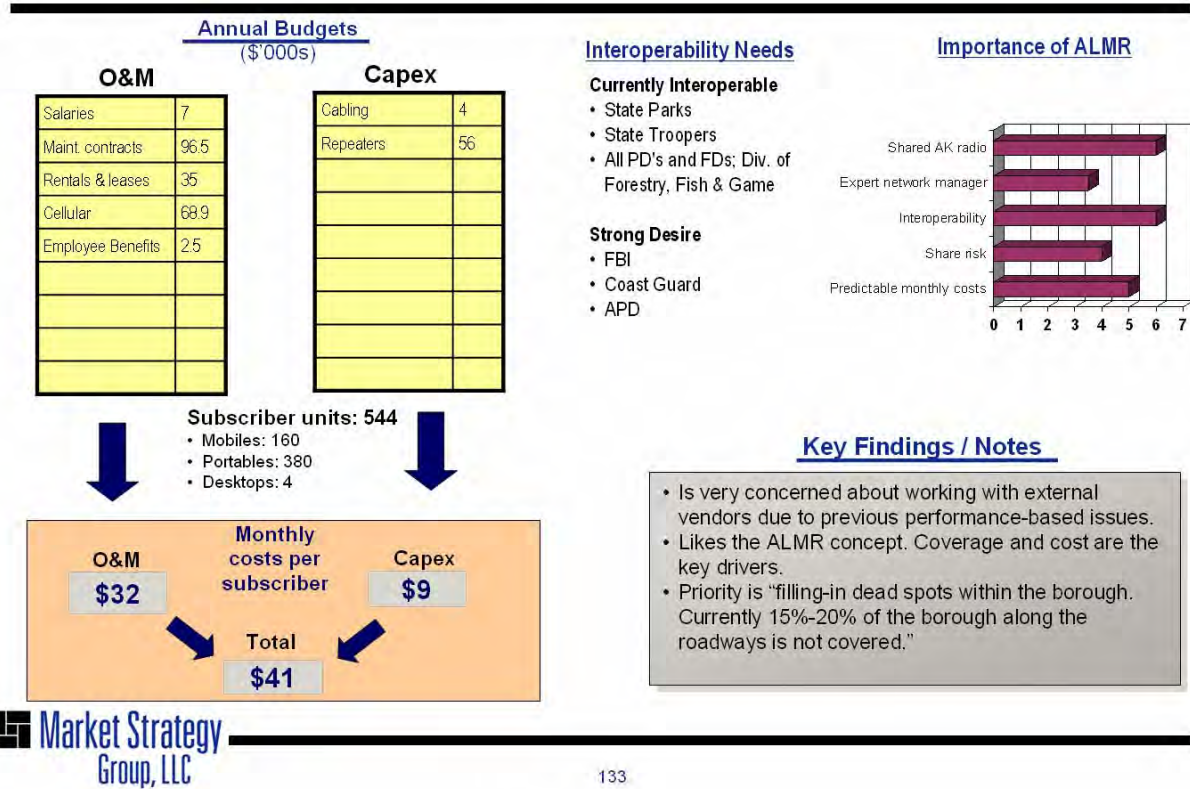 Annual Budgets
($'000s)
O&M
Salaries 7
Maint. contracts 96.5
Rentals & leases 35
Cellular 68.9
Employee Benefits 2.5
Capex
Cabling 4
Repeaters 56
Subscriber units: 544
• Mobiles: 160
• Portables: 380
• Desktops: 4
Monthly
costs per
subscriber
O&M
$32
Capex
$9
Total
$41
Interoperability Needs
Currently Interoperable
• State Parks
• State Troopers
• All PD's and FDs; Div. of
Forestry, Fish & Game
Strong Desire
• FBI
• Coast Guard
• APD
Importance of ALMR
Shared AK radio
Expert network manager
Interoperability
Share risk
Predictable monthly costs
0 1 2 3 4 5 6 7
Key Findings / Notes
• Is very concerned about working with external
vendors due to previous performance-based issues.
• Likes the ALMR concept. Coverage and cost are the
key drivers.
• Priority is “filling-in dead spots within the borough.
Currently 15%-20% of the borough along the
roadways is not covered.”
Market Strategy
Group, LLC
133